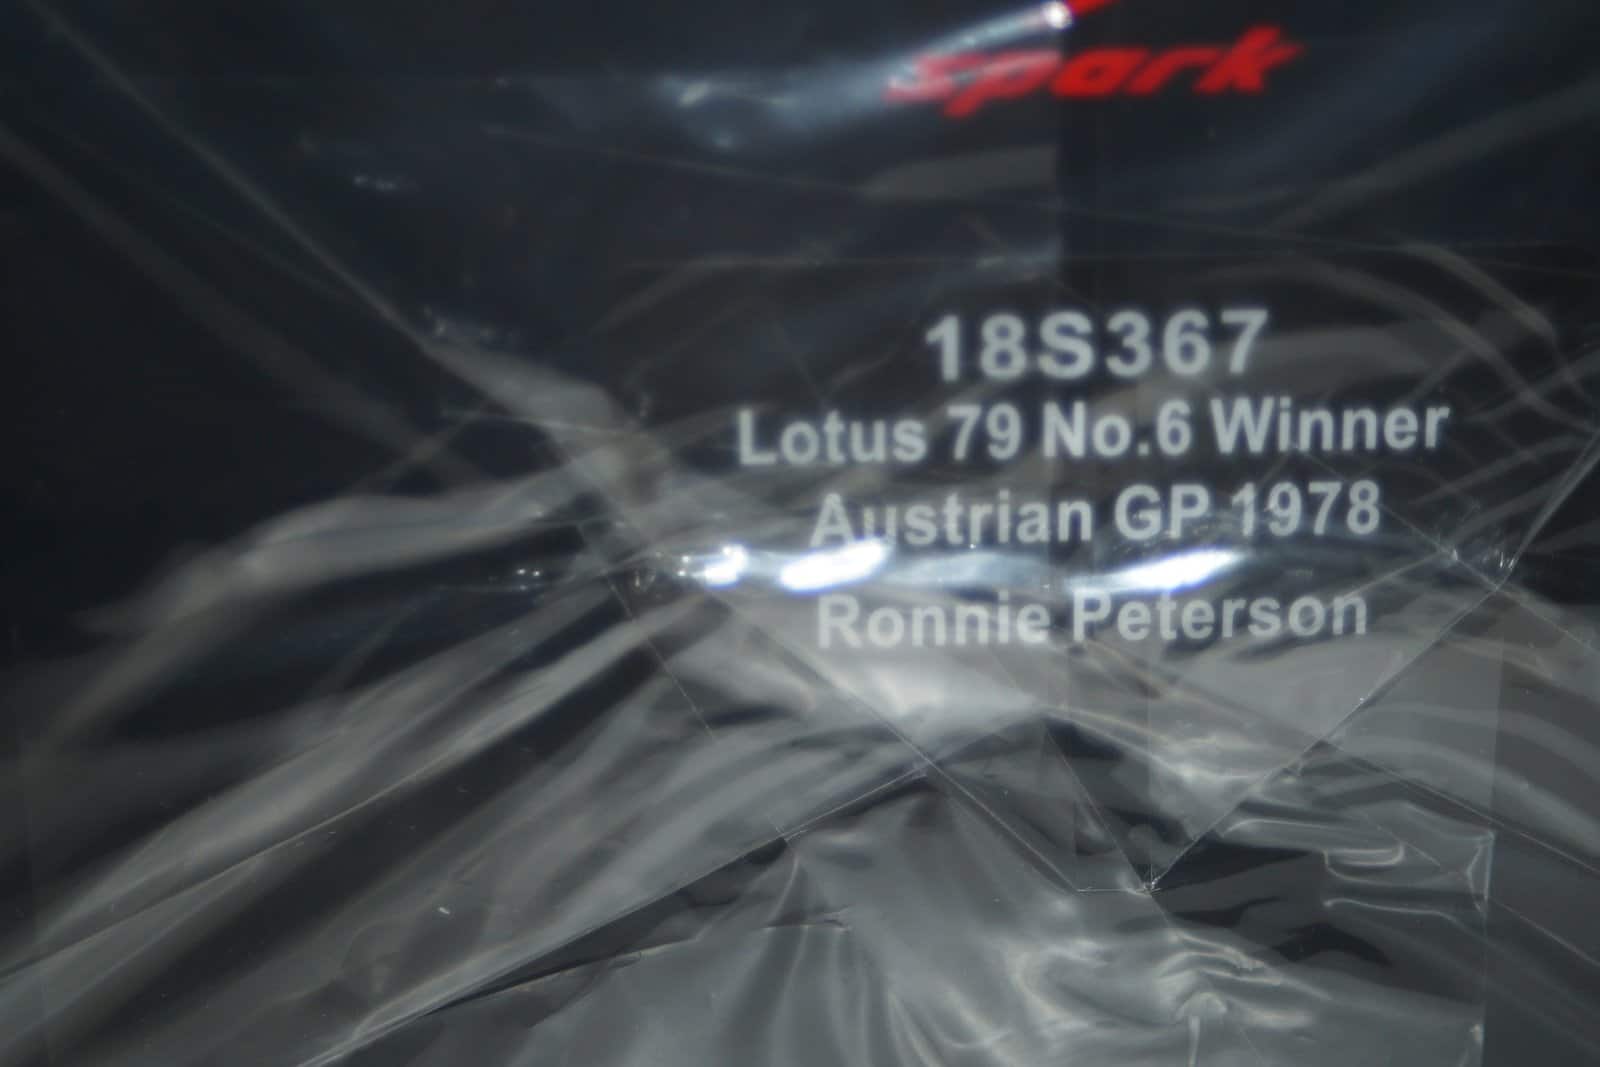 spark
18S367
Lotus 79 No.6 Winner
Austrian GP 1978
Ronnie Peterson